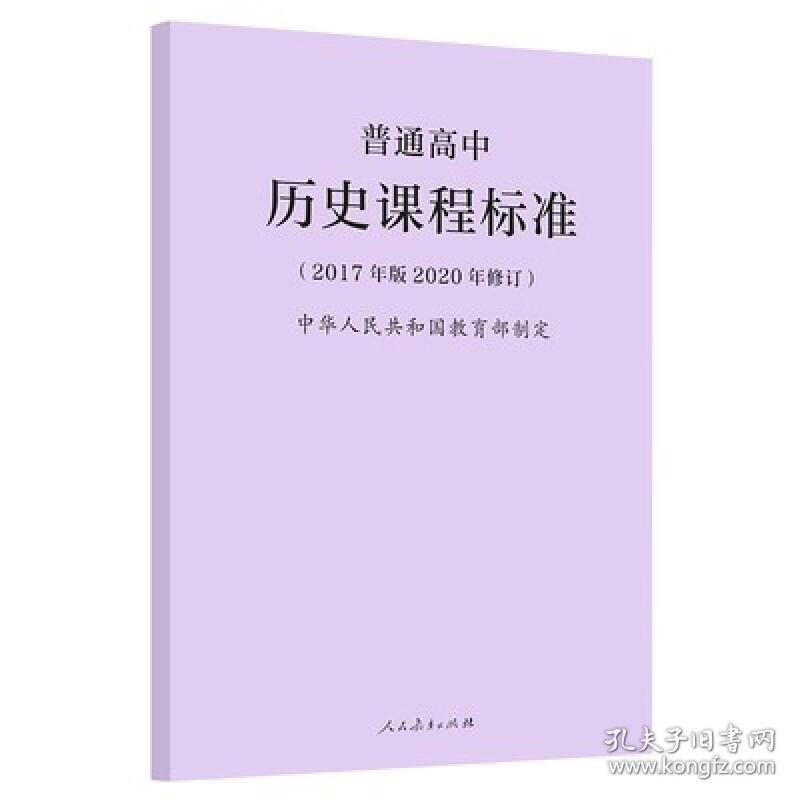 普通高中
历史课程标准
（2017年版2020年修订）
中华人民共和国教育部制定
人民教育出版社
孔夫子旧书网
www.kongfz.com